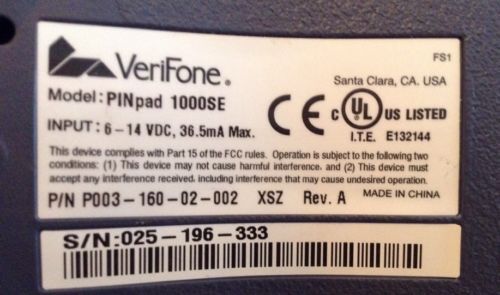 FS1
VeriFone®
Santa Clara, CA. USA
Model: PINpad 1000SE
CE c UL® US LISTED
INPUT: 6-14 VDC, 36.5mA Max.
I.T.E. E132144
This device complies with Part 15 of the FCC rules. Operation is subject to the following two
conditions: (1) This device may not cause harmful interference, and (2) This device must
accept any interference received, including interference that may cause undesired operation.
P/N P003-160-02-002 XSZ Rev. A MADE IN CHINA
S/N:025-196-333